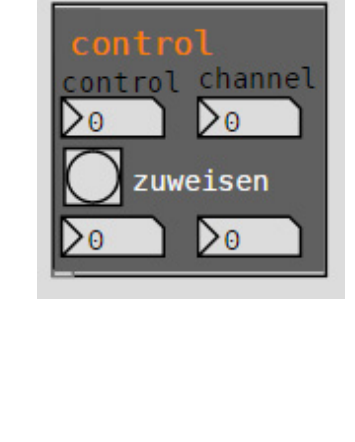 control
control channel
0 0
zuweisen
0 0